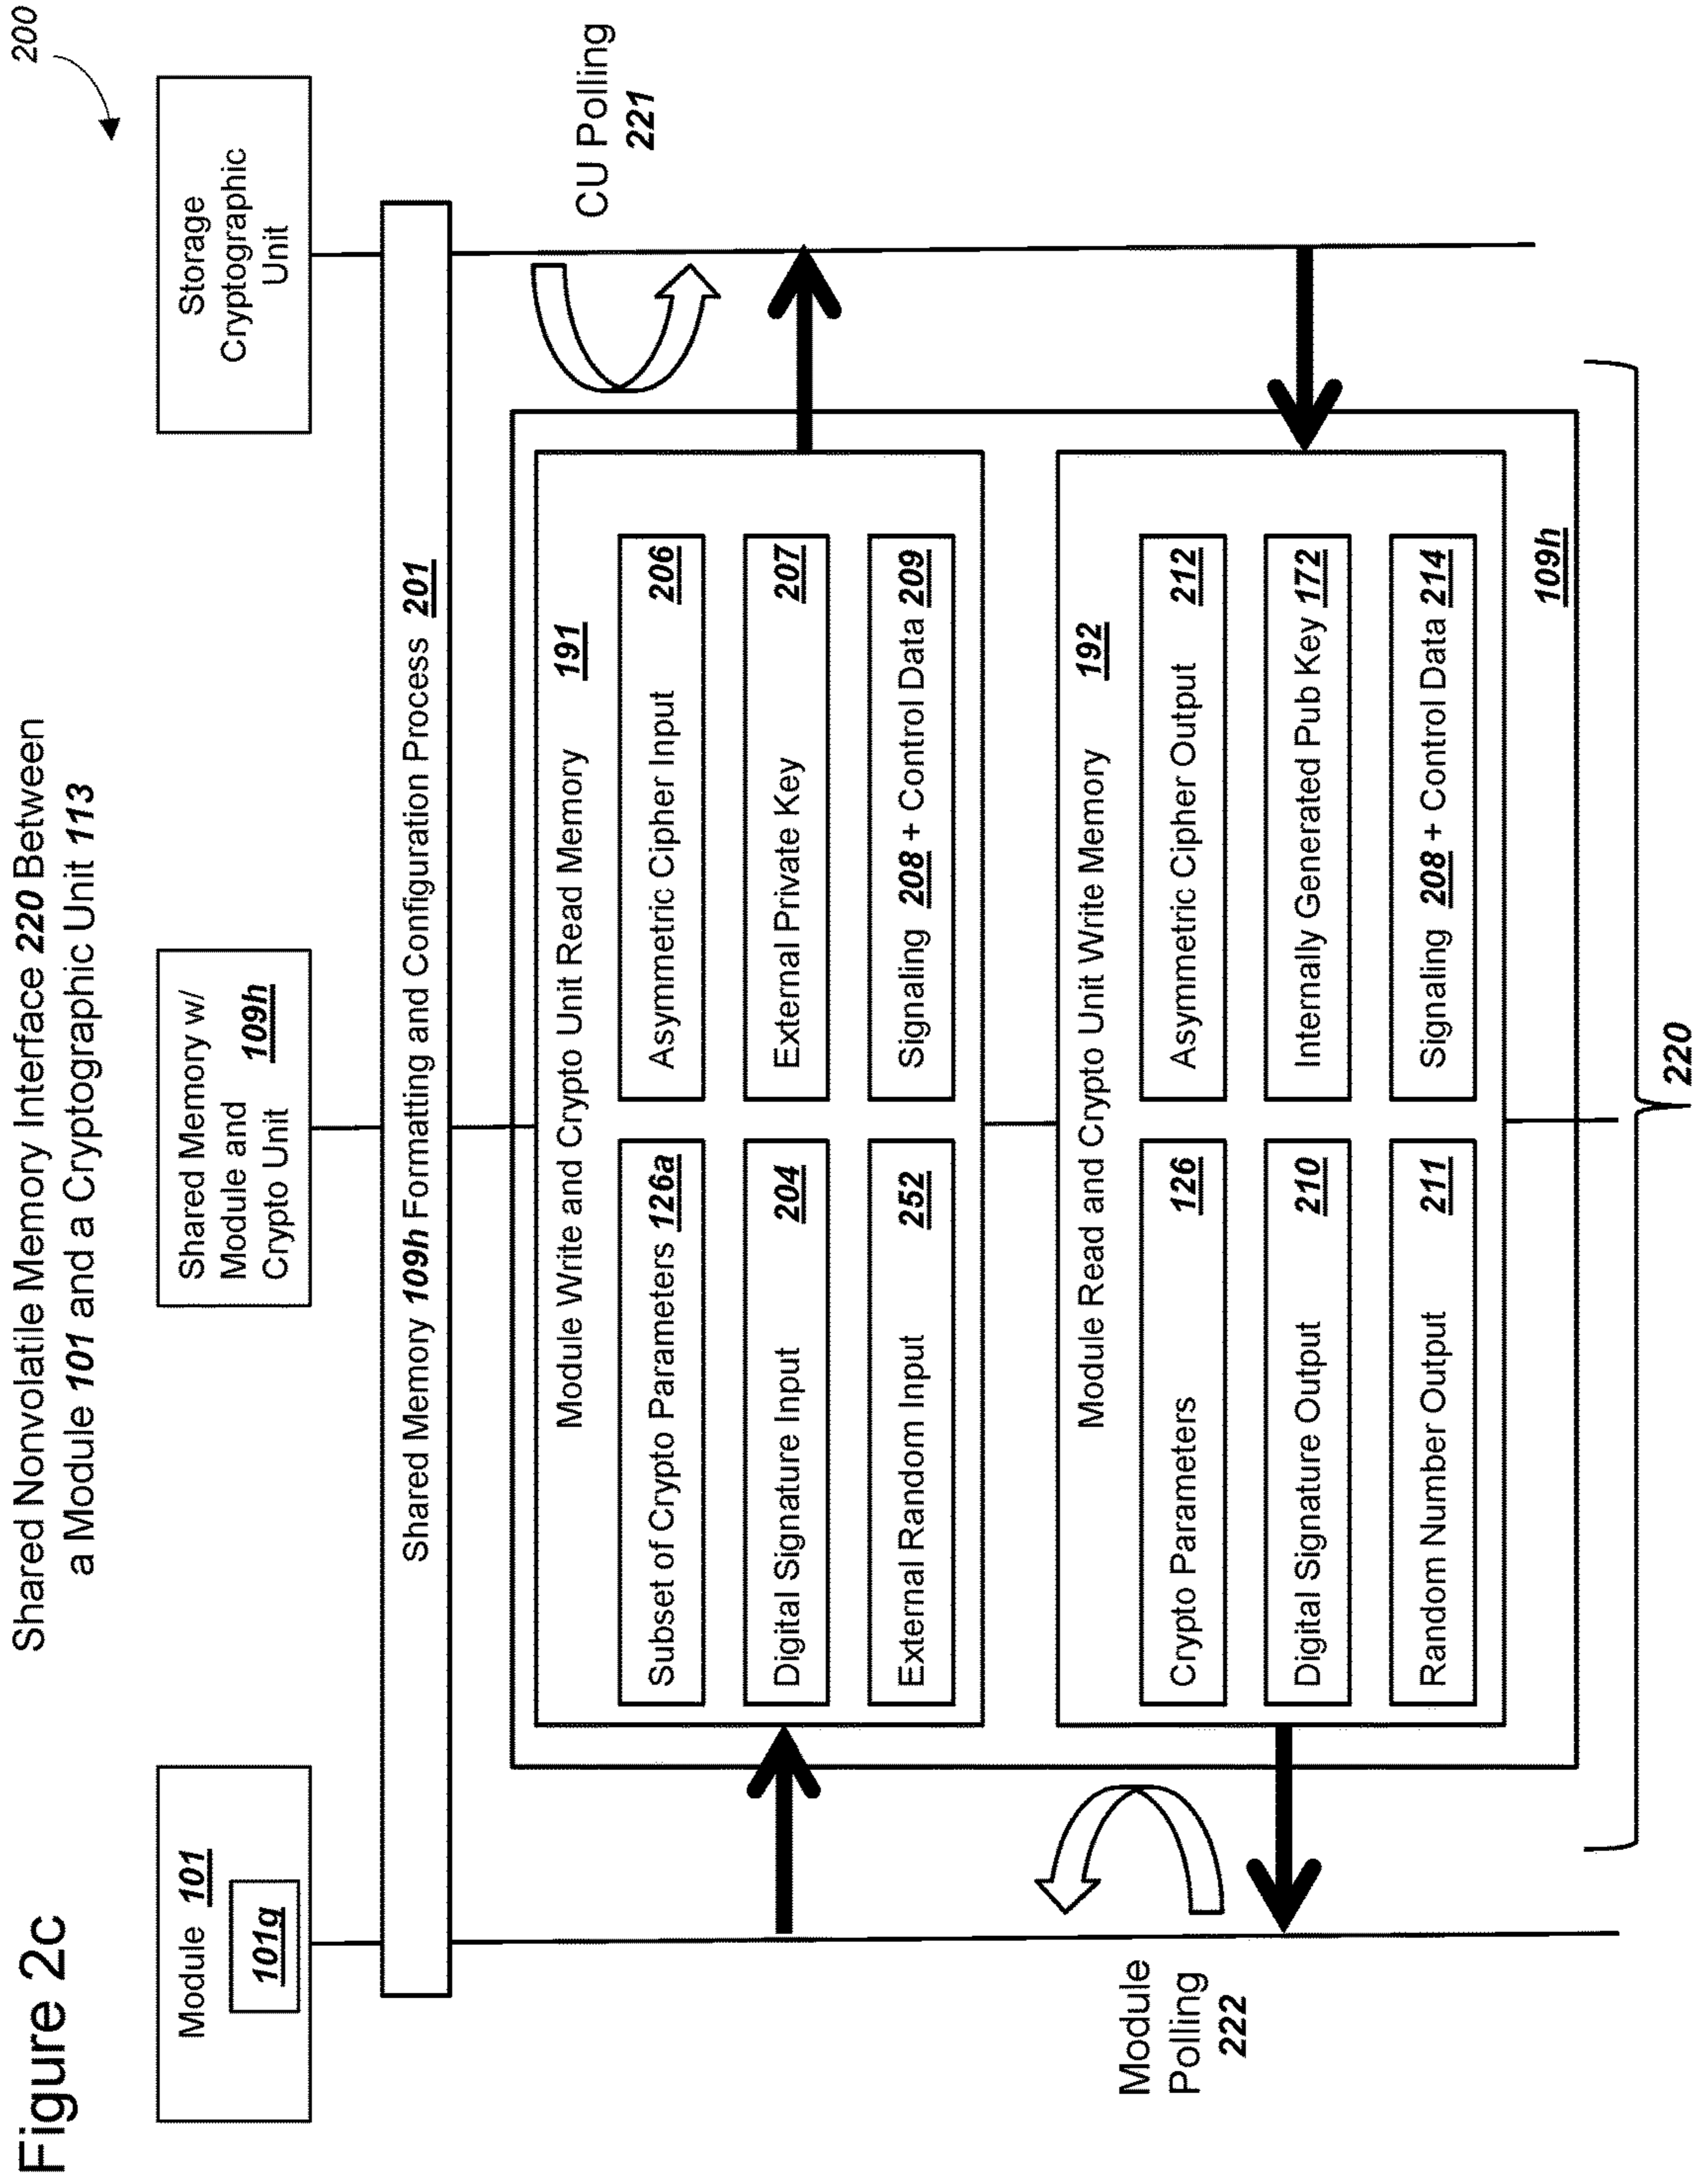 Figure 2c
Shared Nonvolatile Memory Interface 220 Between
a Module 101 and a Cryptographic Unit 113
200
Module 101
101g
Shared Memory w/
Module and 109h
Crypto Unit
Storage
Cryptographic
Unit
Shared Memory 109h Formatting and Configuration Process 201
Module Write and Crypto Unit Read Memory 191
Subset of Crypto Parameters 126a
Asymmetric Cipher Input 206
Digital Signature Input 204
External Private Key 207
External Random Input 252
Signaling 208 + Control Data 209
CU Polling
221
Module Read and Crypto Unit Write Memory 192
Crypto Parameters 126
Asymmetric Cipher Output 212
Digital Signature Output 210
Internally Generated Pub Key 172
Random Number Output 211
Signaling 208 + Control Data 214
Module
Polling
222
109h
220